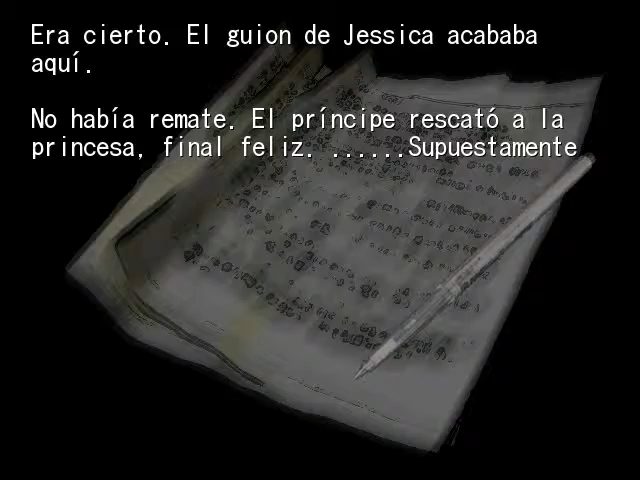 Era cierto. El guion de Jessica acababa
aquí.
No había remate. El príncipe rescató a la
princesa, final feliz. ......Supuestamente